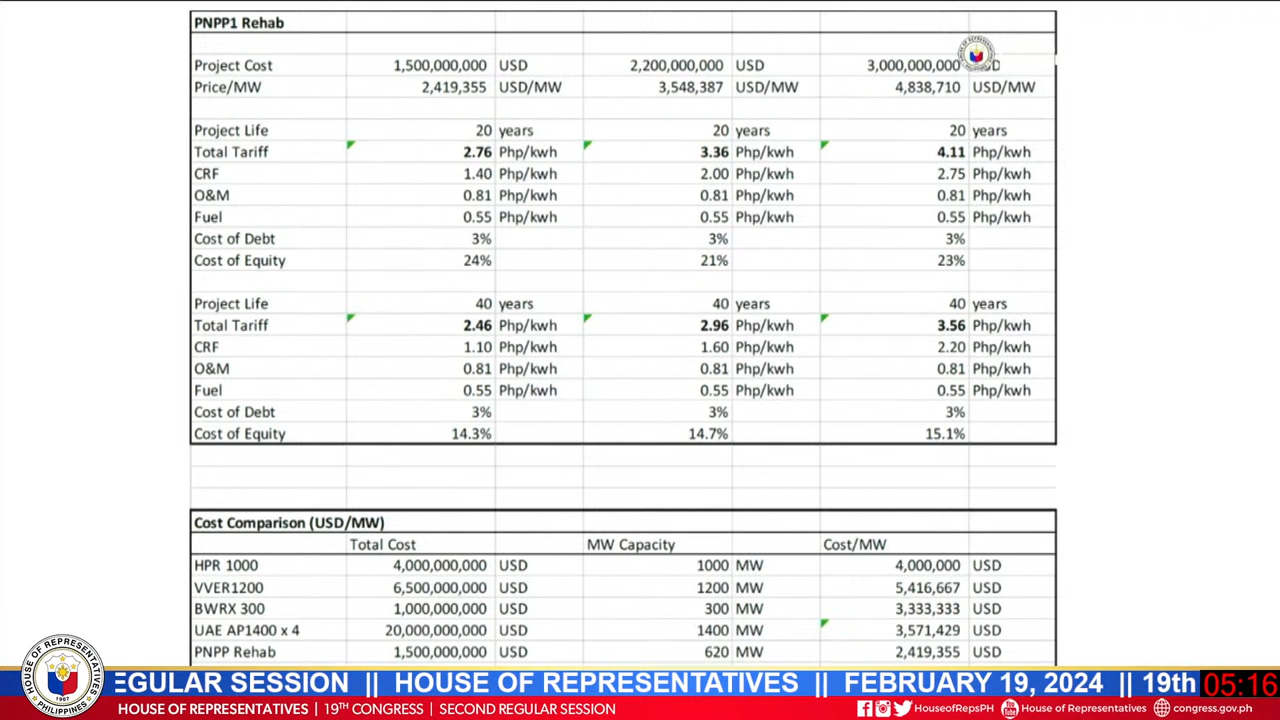 PNPP1 Rehab
Project Cost 1,500,000,000 USD 2,200,000,000 USD 3,000,000,000
Price/MW 2,419,355 USD/MW 3,548,387 USD/MW 4,838,710 USD/MW
Project Life 20 years 20 years 20 years
Total Tariff 2.76 Php/kwh 3.36 Php/kwh 4.11 Php/kwh
CRF 1.40 Php/kwh 2.00 Php/kwh 2.75 Php/kwh
O&M 0.81 Php/kwh 0.81 Php/kwh 0.81 Php/kwh
Fuel 0.55 Php/kwh 0.55 Php/kwh 0.55 Php/kwh
Cost of Debt 3% 3% 3%
Cost of Equity 24% 21% 23%
Project Life 40 years 40 years 40 years
Total Tariff 2.46 Php/kwh 2.96 Php/kwh 3.56 Php/kwh
CRF 1.10 Php/kwh 1.60 Php/kwh 2.20 Php/kwh
O&M 0.81 Php/kwh 0.81 Php/kwh 0.81 Php/kwh
Fuel 0.55 Php/kwh 0.55 Php/kwh 0.55 Php/kwh
Cost of Debt 3% 3% 3%
Cost of Equity 14.3% 14.7% 15.1%
Cost Comparison (USD/MW)
Total Cost MW Capacity Cost/MW
HPR 1000 4,000,000,000 USD 1000 MW 4,000,000 USD
VVER1200 6,500,000,000 USD 1200 MW 5,416,667 USD
BWRX 300 1,000,000,000 USD 300 MW 3,333,333 USD
UAE AP1400 x 4 20,000,000,000 USD 1400 MW 3,571,429 USD
PNPP Rehab 1,500,000,000 USD 620 MW 2,419,355 USD
HOUSE OF REPRESENTATIVES
1907
PHILIPPINES
EGULAR SESSION || HOUSE OF REPRESENTATIVES || FEBRUARY 19, 2024 || 19th 05:16
HOUSE OF REPRESENTATIVES | 19TH CONGRESS | SECOND REGULAR SESSION HouseofRepsPH | You Tube House of Representatives | congress.gov.ph